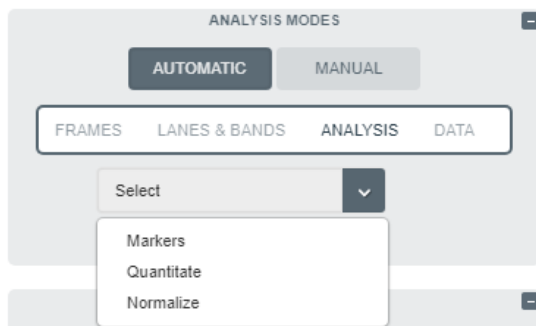 ANALYSIS MODES
AUTOMATIC MANUAL
FRAMES LANES & BANDS ANALYSIS DATA
Select
Markers
Quantitate
Normalize